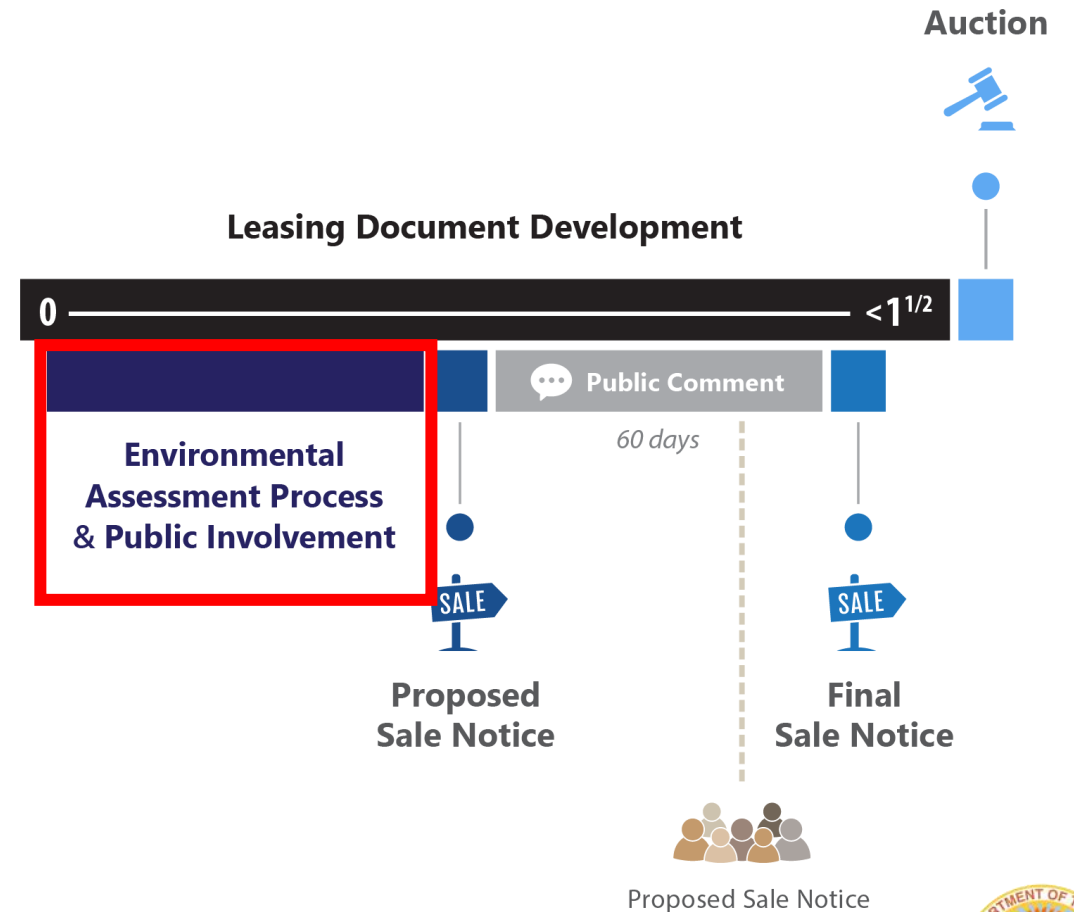 Auction
Leasing Document Development
0 <1 1/2
Public Comment
60 days
Environmental
Assessment Process
& Public Involvement
SALE
SALE
Proposed
Sale Notice
Final
Sale Notice
Proposed Sale Notice